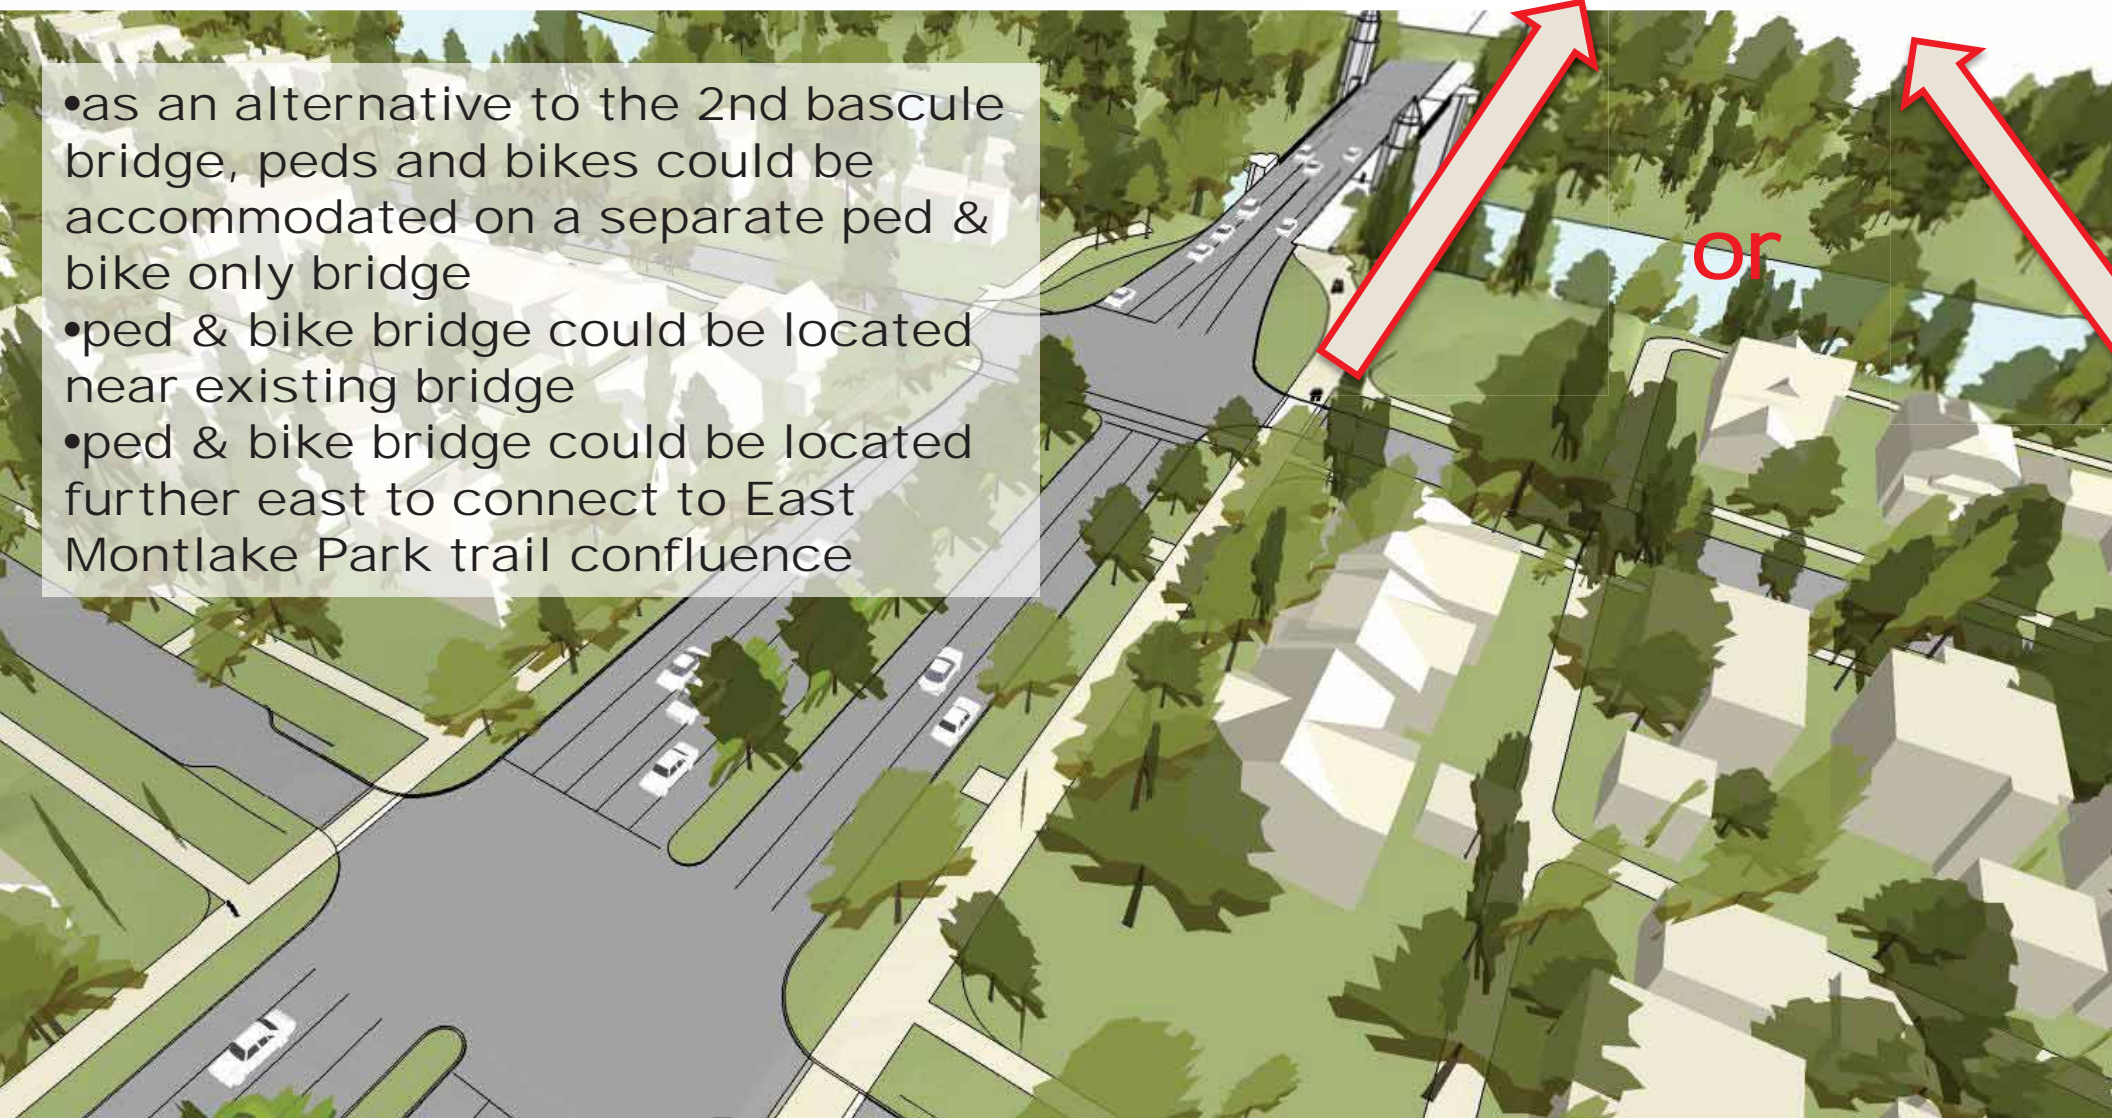 •as an alternative to the 2nd bascule
bridge, peds and bikes could be
accommodated on a separate ped &
bike only bridge
•ped & bike bridge could be located
near existing bridge
•ped & bike bridge could be located
further east to connect to East
Montlake Park trail confluence
or